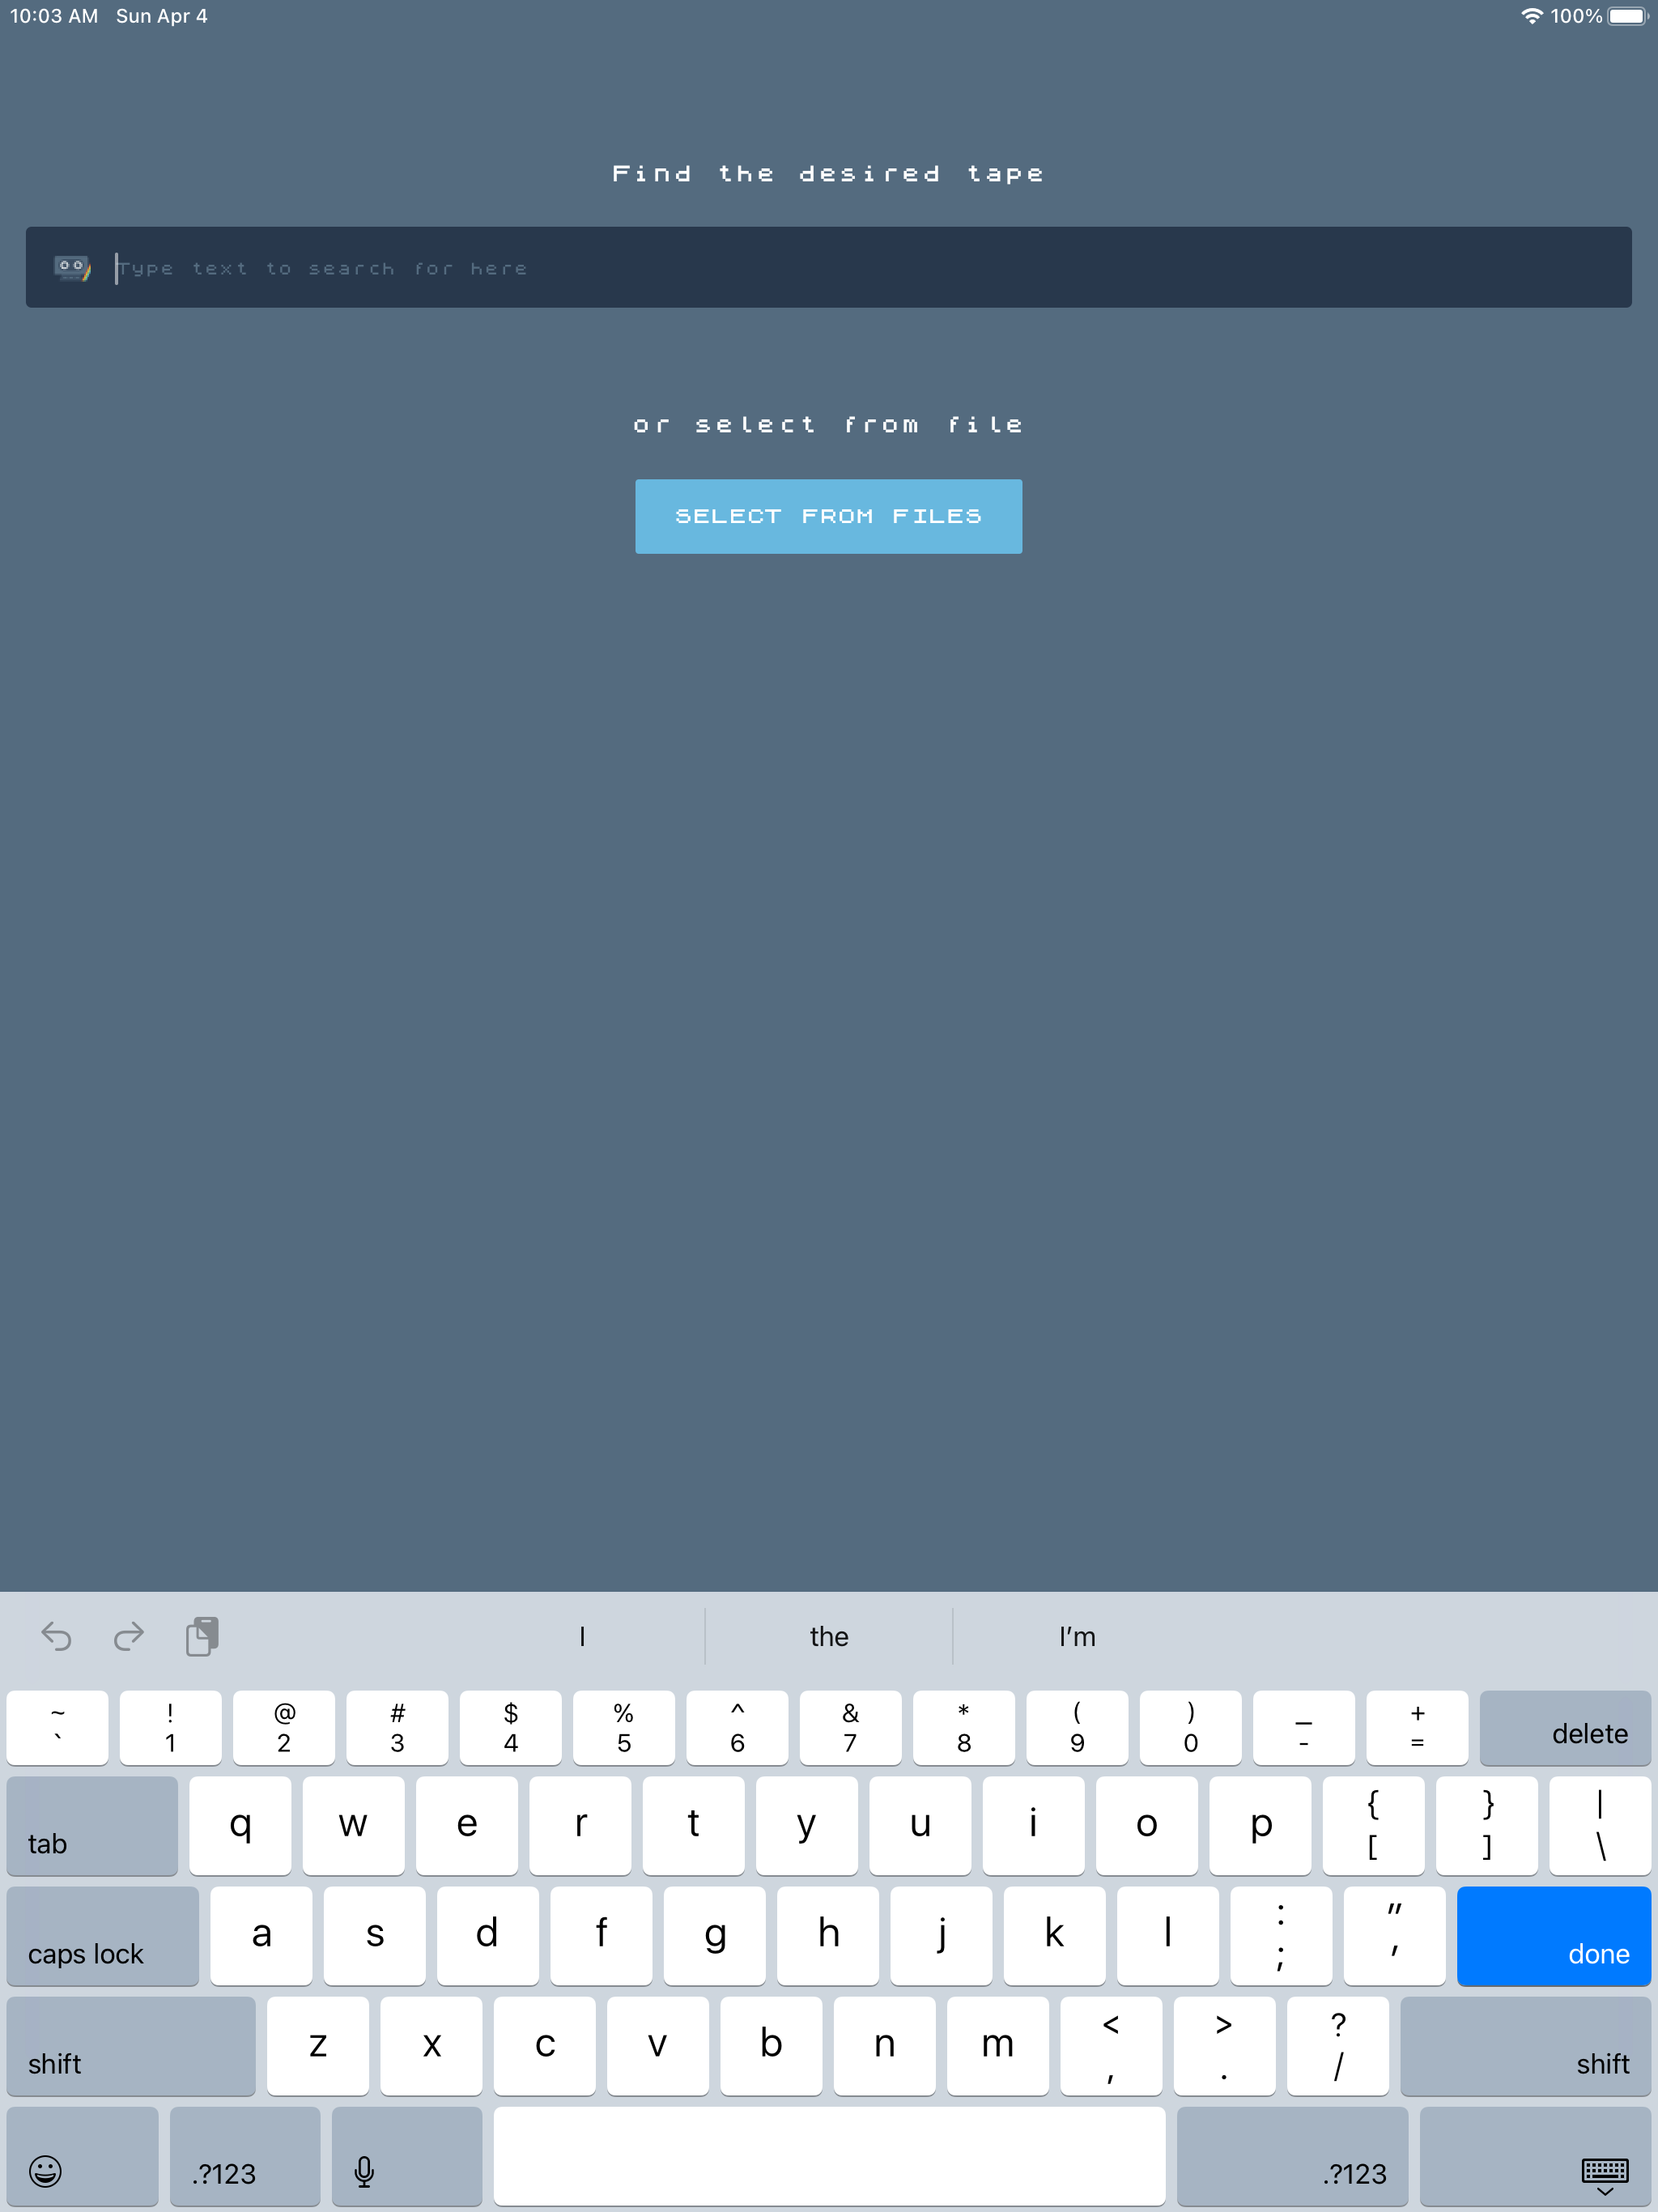 10:03 AM Sun Apr 4 100%
Find the desired tape
Type text to search for here
or select from file
SELECT FROM FILES
I the I’m
~ ! @ # $ % ^ & * ( ) _ +
` 1 2 3 4 5 6 7 8 9 0 - = delete
tab q w e r t y u i o p { [ } ] | \
caps lock a s d f g h j k l : ; " ' done
shift z x c v b n m < , > . ? / shift
.?123 .?123